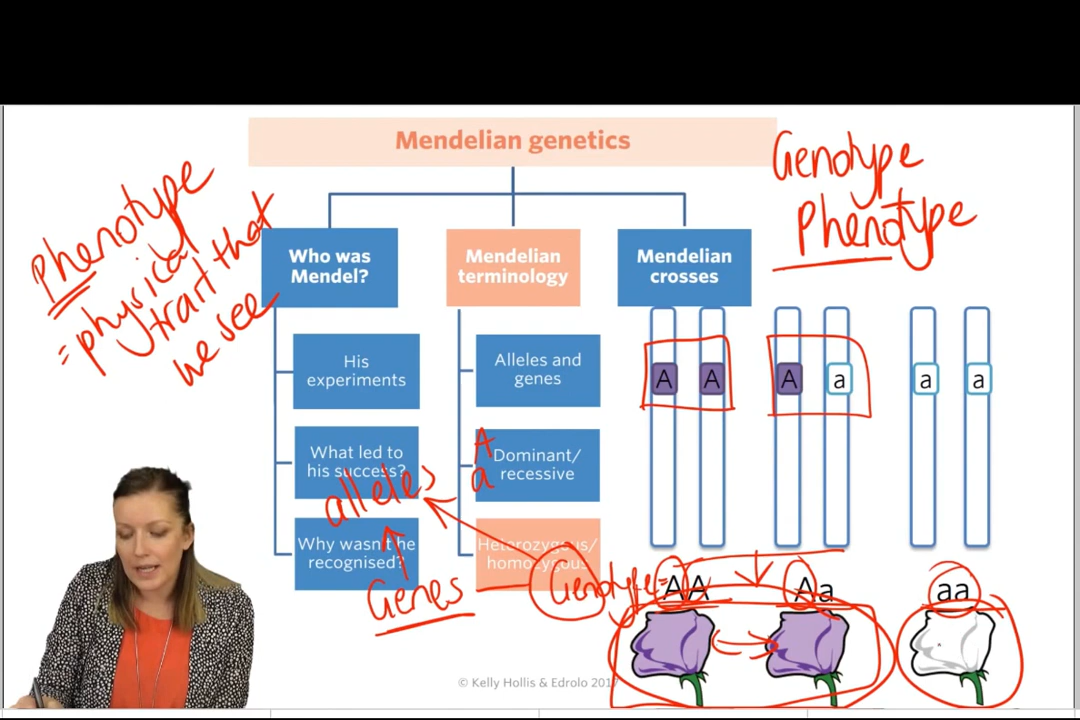 Mendelian genetics
Genotype
Phenotype
Phenotype
= physical
trait that
we see
Who was
Mendel?
Mendelian
terminology
Mendelian
crosses
His
experiments
Alleles and
genes
A A A a a a
What led to
his success?
alleles
A
a
Dominant/
recessive
Why wasn't he
recognised?
Heterozygous/
homozygous
Genes
Genotype=
AA Aa aa
© Kelly Hollis & Edrolo